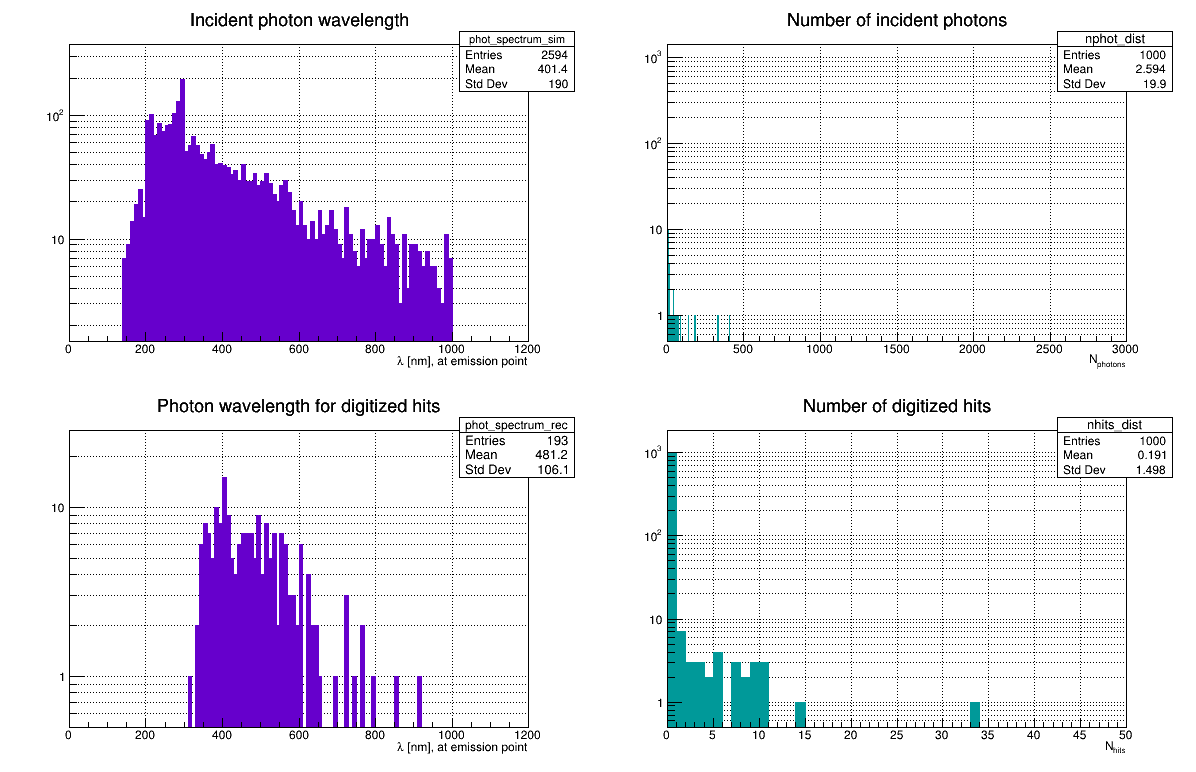 Incident photon wavelength
phot_spectrum_sim
Entries 2594
Mean 401.4
Std Dev 190
10²
10
0 200 400 600 800 1000 1200
λ [nm], at emission point
Number of incident photons
nphot_dist
Entries 1000
Mean 2.594
Std Dev 19.9
10³
10²
10
1
0 500 1000 1500 2000 2500 3000
N_photons
Photon wavelength for digitized hits
phot_spectrum_rec
Entries 193
Mean 481.2
Std Dev 106.1
10
1
0 200 400 600 800 1000 1200
λ [nm], at emission point
Number of digitized hits
nhits_dist
Entries 1000
Mean 0.191
Std Dev 1.498
10³
10²
10
1
0 5 10 15 20 25 30 35 40 45 50
N_hits